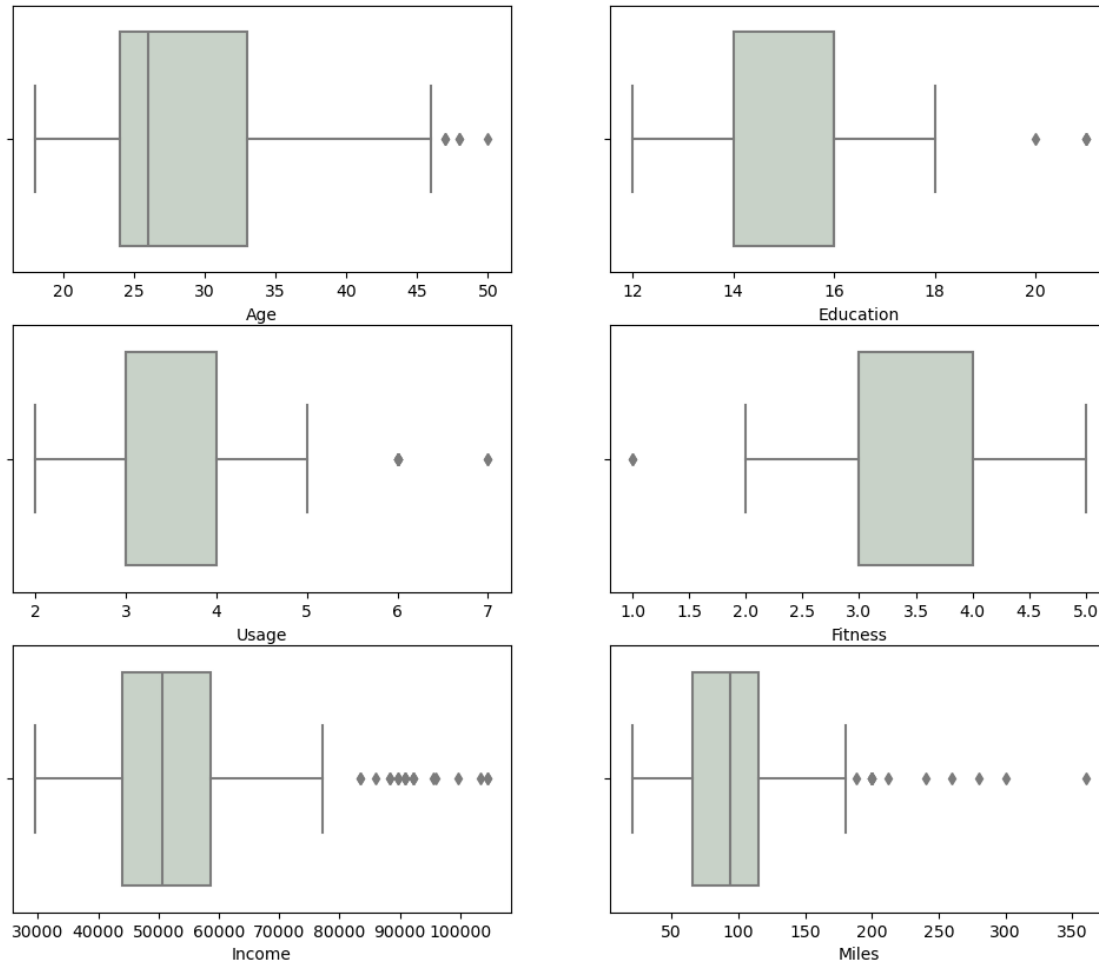 20 25 30 35 40 45 50
Age
12 14 16 18 20
Education
2 3 4 5 6 7
Usage
1.0 1.5 2.0 2.5 3.0 3.5 4.0 4.5 5.0
Fitness
30000 40000 50000 60000 70000 80000 90000 100000
Income
50 100 150 200 250 300 350
Miles